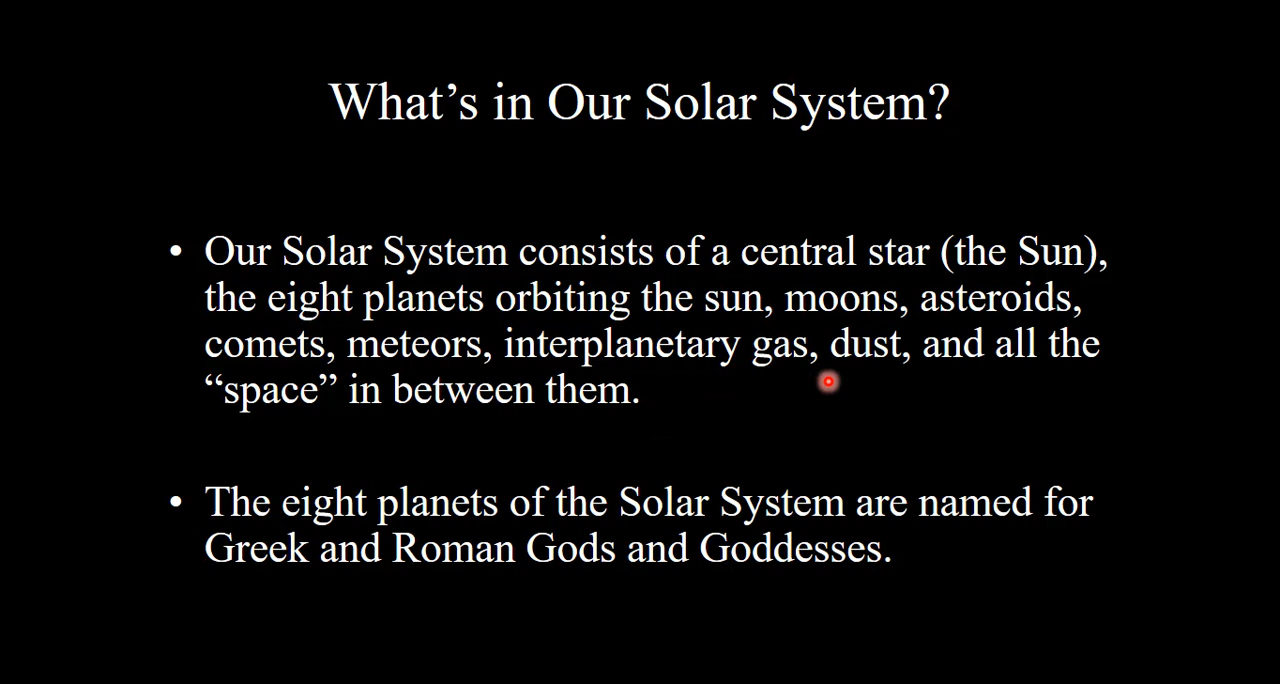 What’s in Our Solar System?
• Our Solar System consists of a central star (the Sun),
the eight planets orbiting the sun, moons, asteroids,
comets, meteors, interplanetary gas, dust, and all the
“space” in between them.
• The eight planets of the Solar System are named for
Greek and Roman Gods and Goddesses.